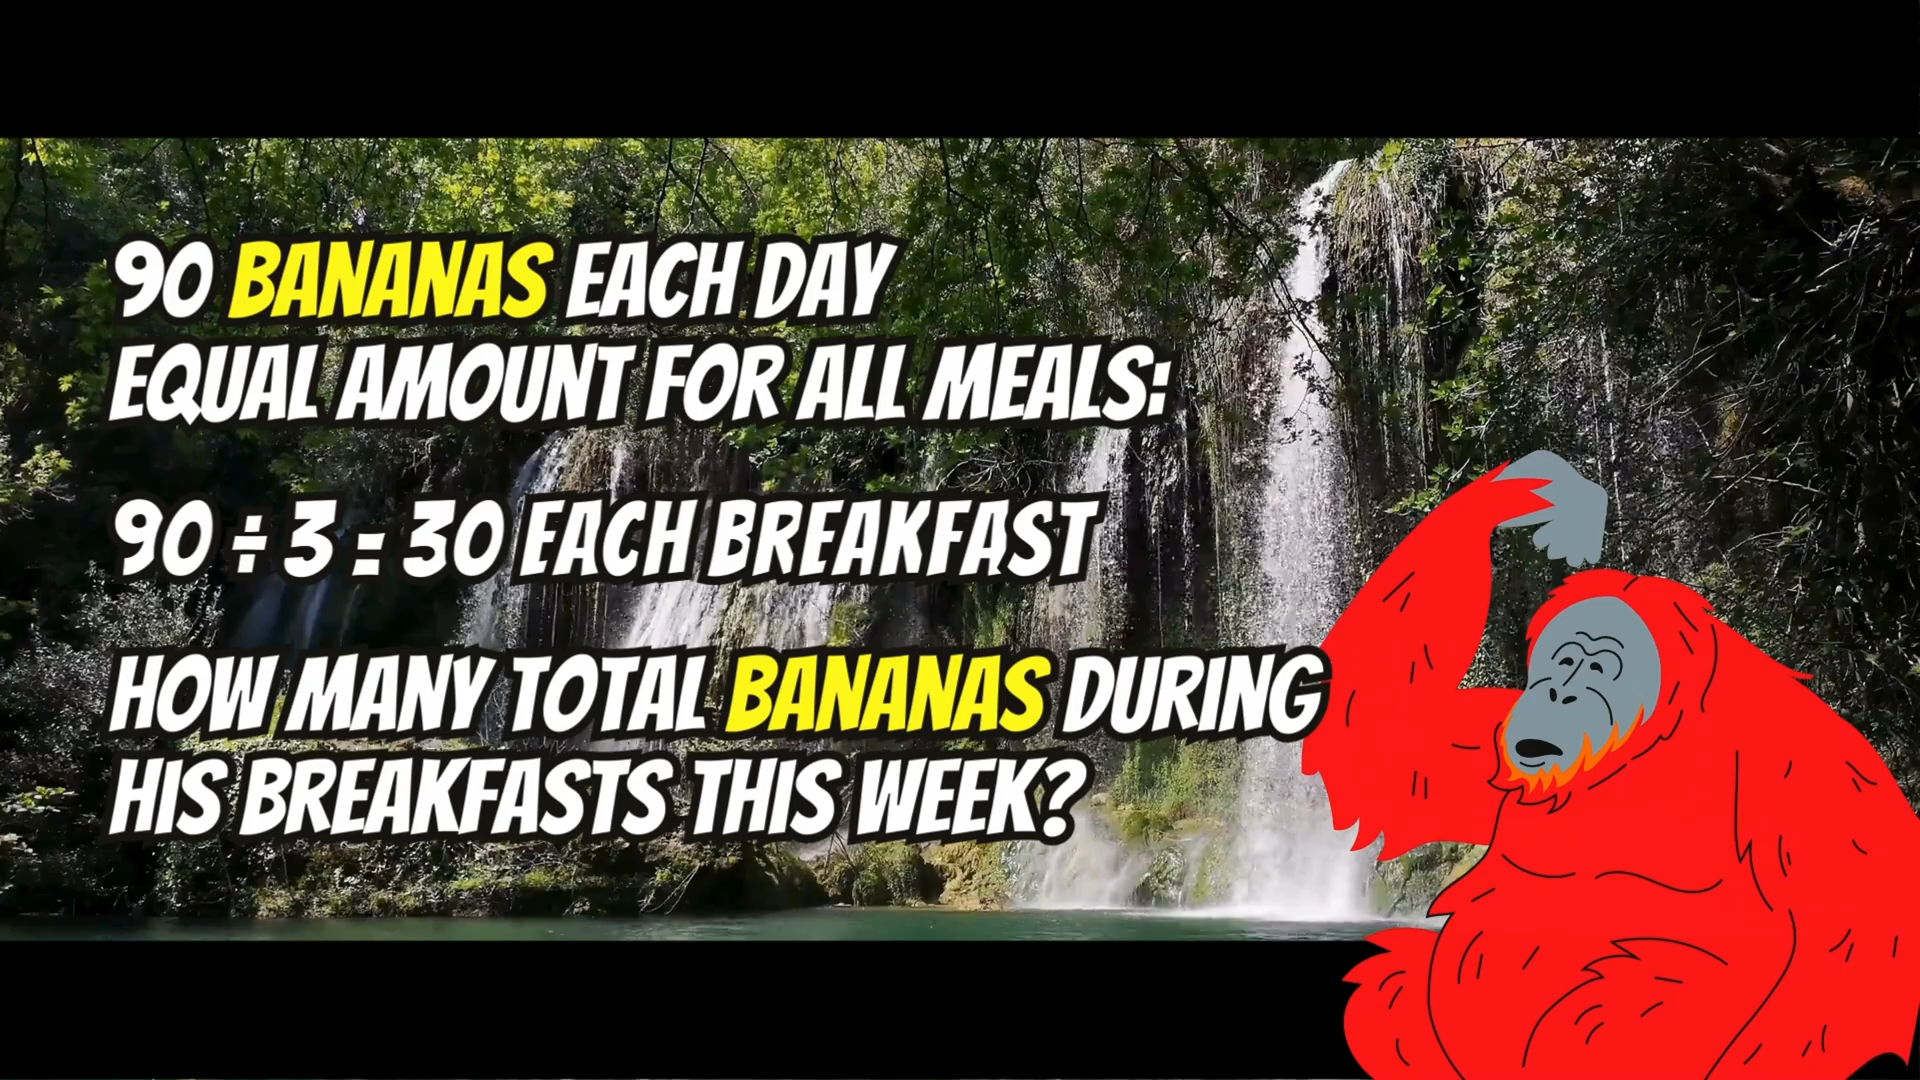 90 BANANAS EACH DAY
EQUAL AMOUNT FOR ALL MEALS:
90 ÷ 3 = 30 EACH BREAKFAST
HOW MANY TOTAL BANANAS DURING
HIS BREAKFASTS THIS WEEK?